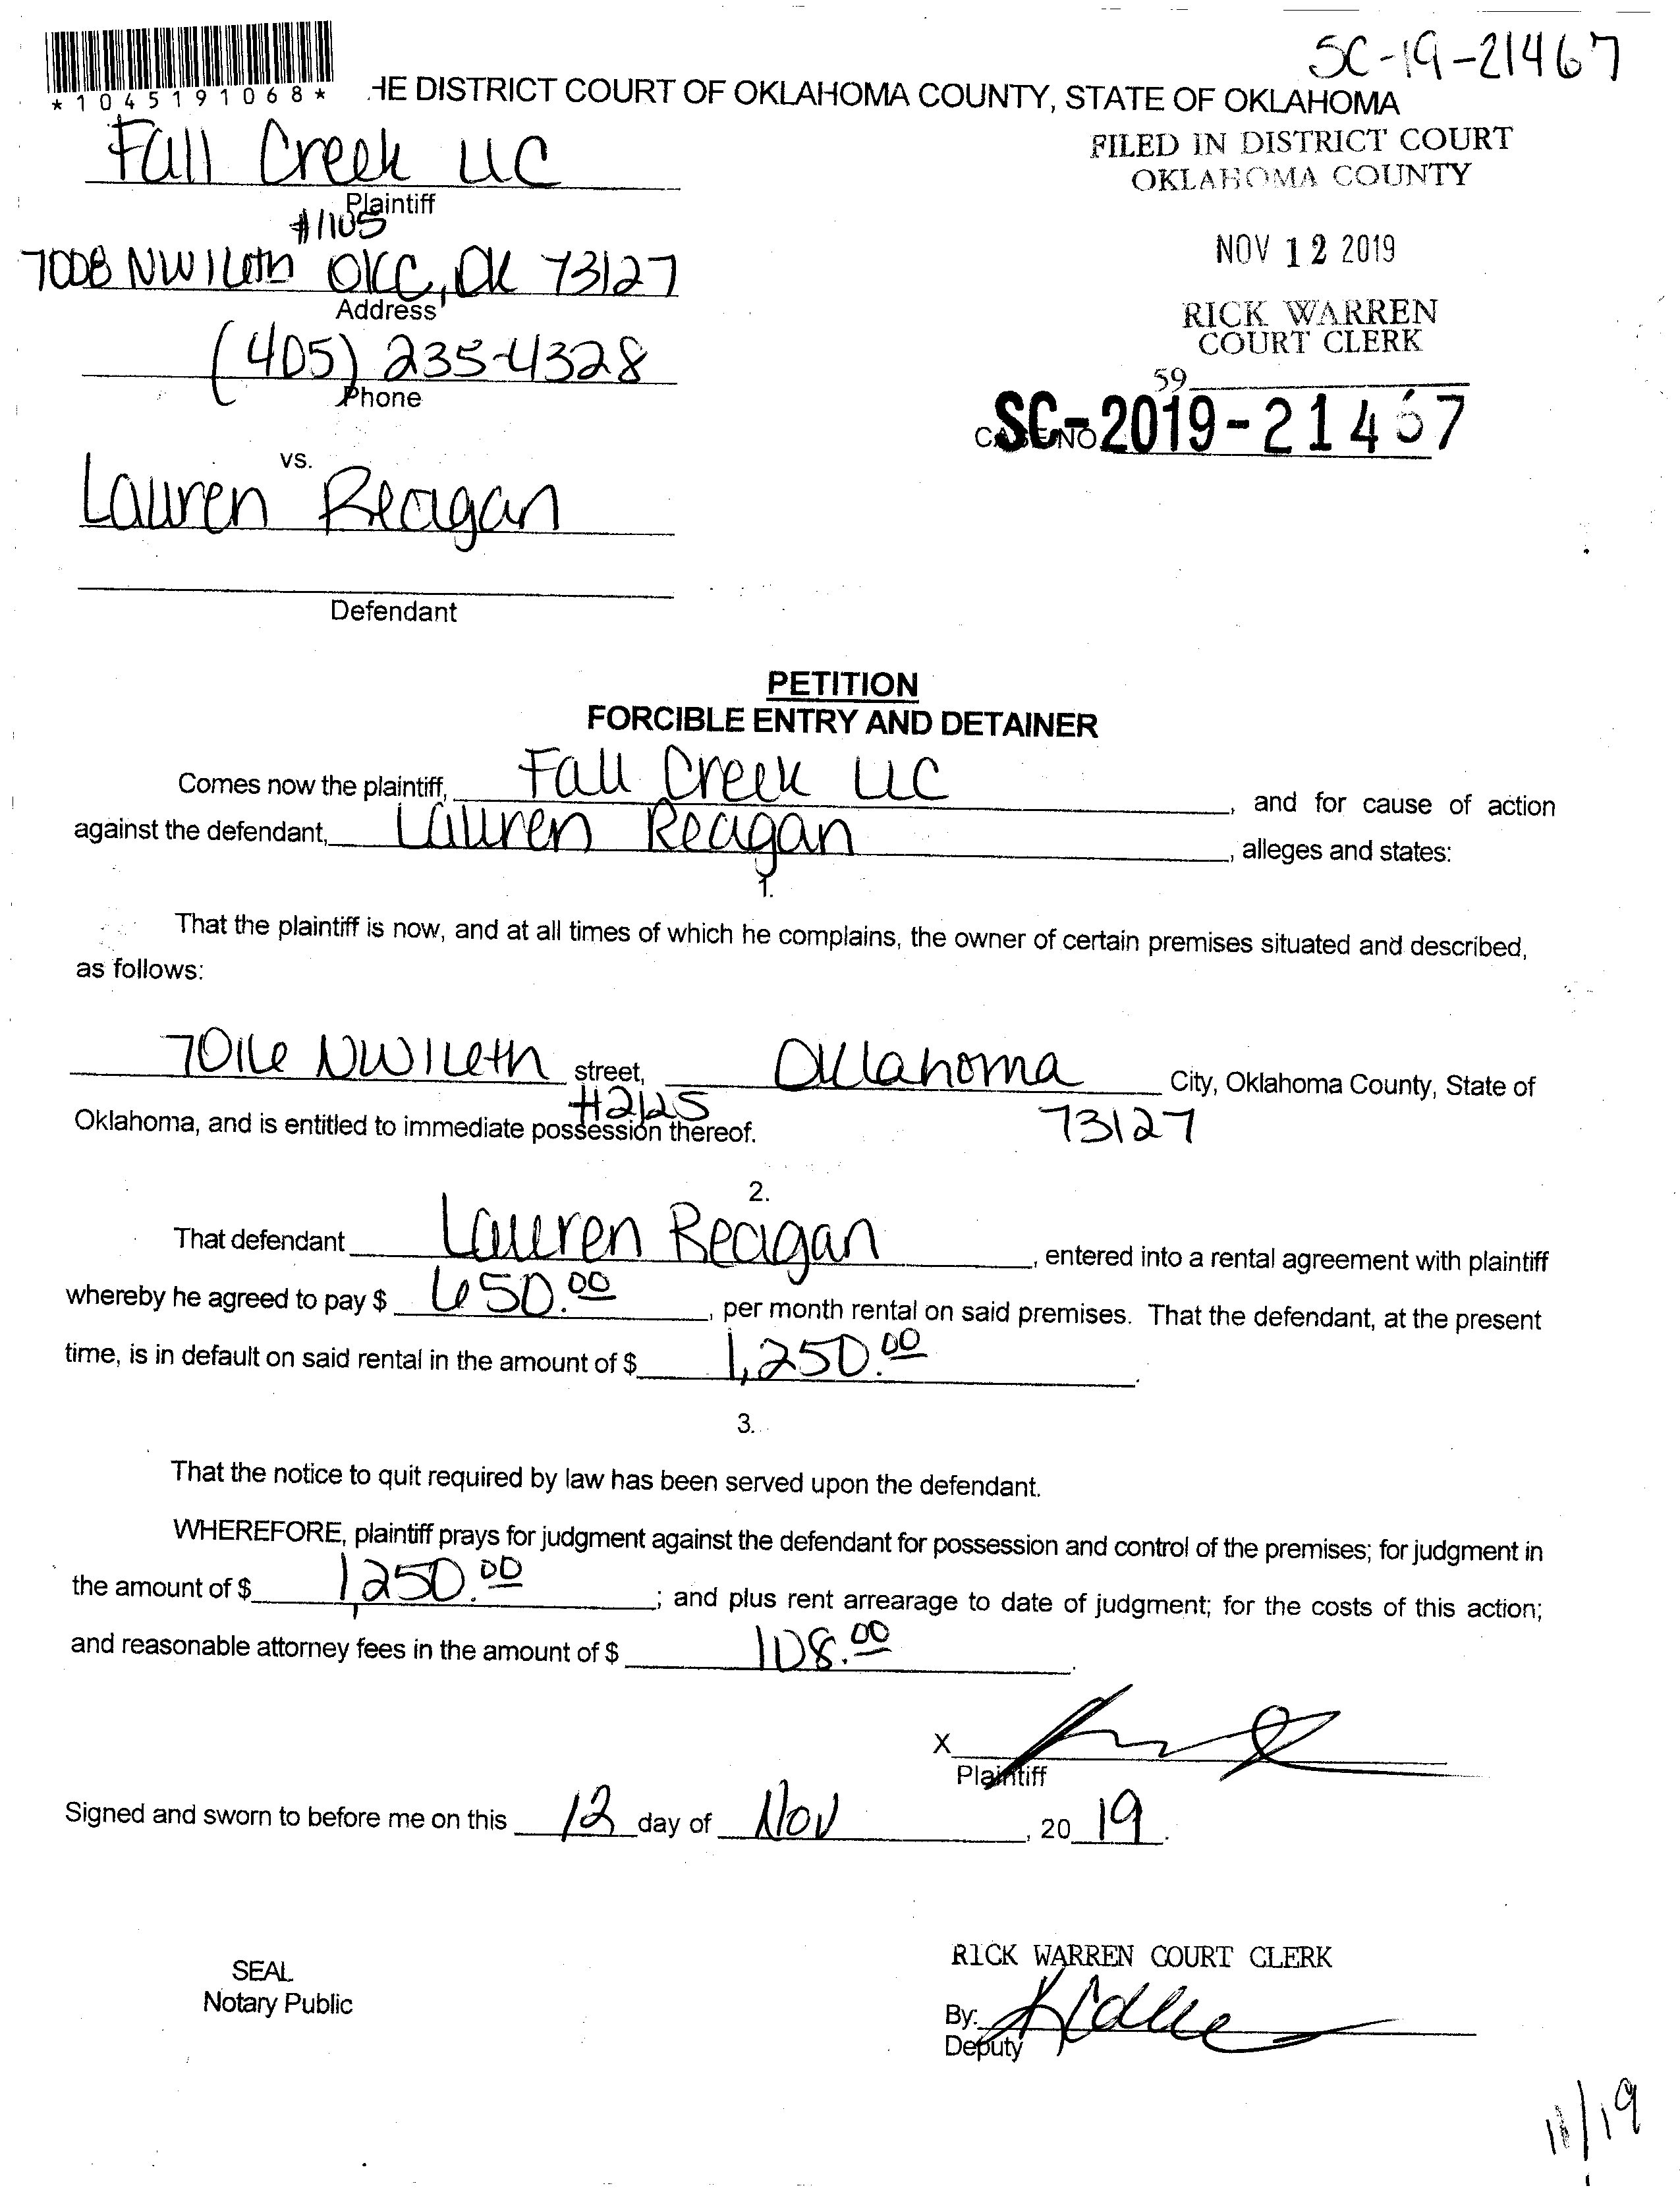 SC-19-21467
*1045191068*
HE DISTRICT COURT OF OKLAHOMA COUNTY, STATE OF OKLAHOMA
Fall Creek LLC
Plaintiff
FILED IN DISTRICT COURT
OKLAHOMA COUNTY
#1105
7008 NW 16th OKC, OK 73127
Address
NOV 12 2019
(405) 235-4328
Phone
RICK WARREN
COURT CLERK
59
CASE NO.
SC-2019-21467
vs.
Lauren Reagan
Defendant
PETITION
FORCIBLE ENTRY AND DETAINER
Comes now the plaintiff, Fall Creek LLC, and for cause of action
against the defendant, Lauren Reagan, alleges and states:
1.
That the plaintiff is now, and at all times of which he complains, the owner of certain premises situated and described,
as follows:
7016 NW 16th street, Oklahoma City, Oklahoma County, State of
Oklahoma, and is entitled to immediate possession thereof. 73127
2.
That defendant Lauren Reagan, entered into a rental agreement with plaintiff
whereby he agreed to pay $ 650.00, per month rental on said premises. That the defendant, at the present
time, is in default on said rental in the amount of $ 1,250.00.
3.
That the notice to quit required by law has been served upon the defendant.
WHEREFORE, plaintiff prays for judgment against the defendant for possession and control of the premises; for judgment in
the amount of $ 1,250.00; and plus rent arrearage to date of judgment; for the costs of this action;
and reasonable attorney fees in the amount of $ 108.00.
X
Plaintiff
Signed and sworn to before me on this 12 day of Nov, 2019.
SEAL
Notary Public
RICK WARREN COURT CLERK
By:
Deputy
11/19